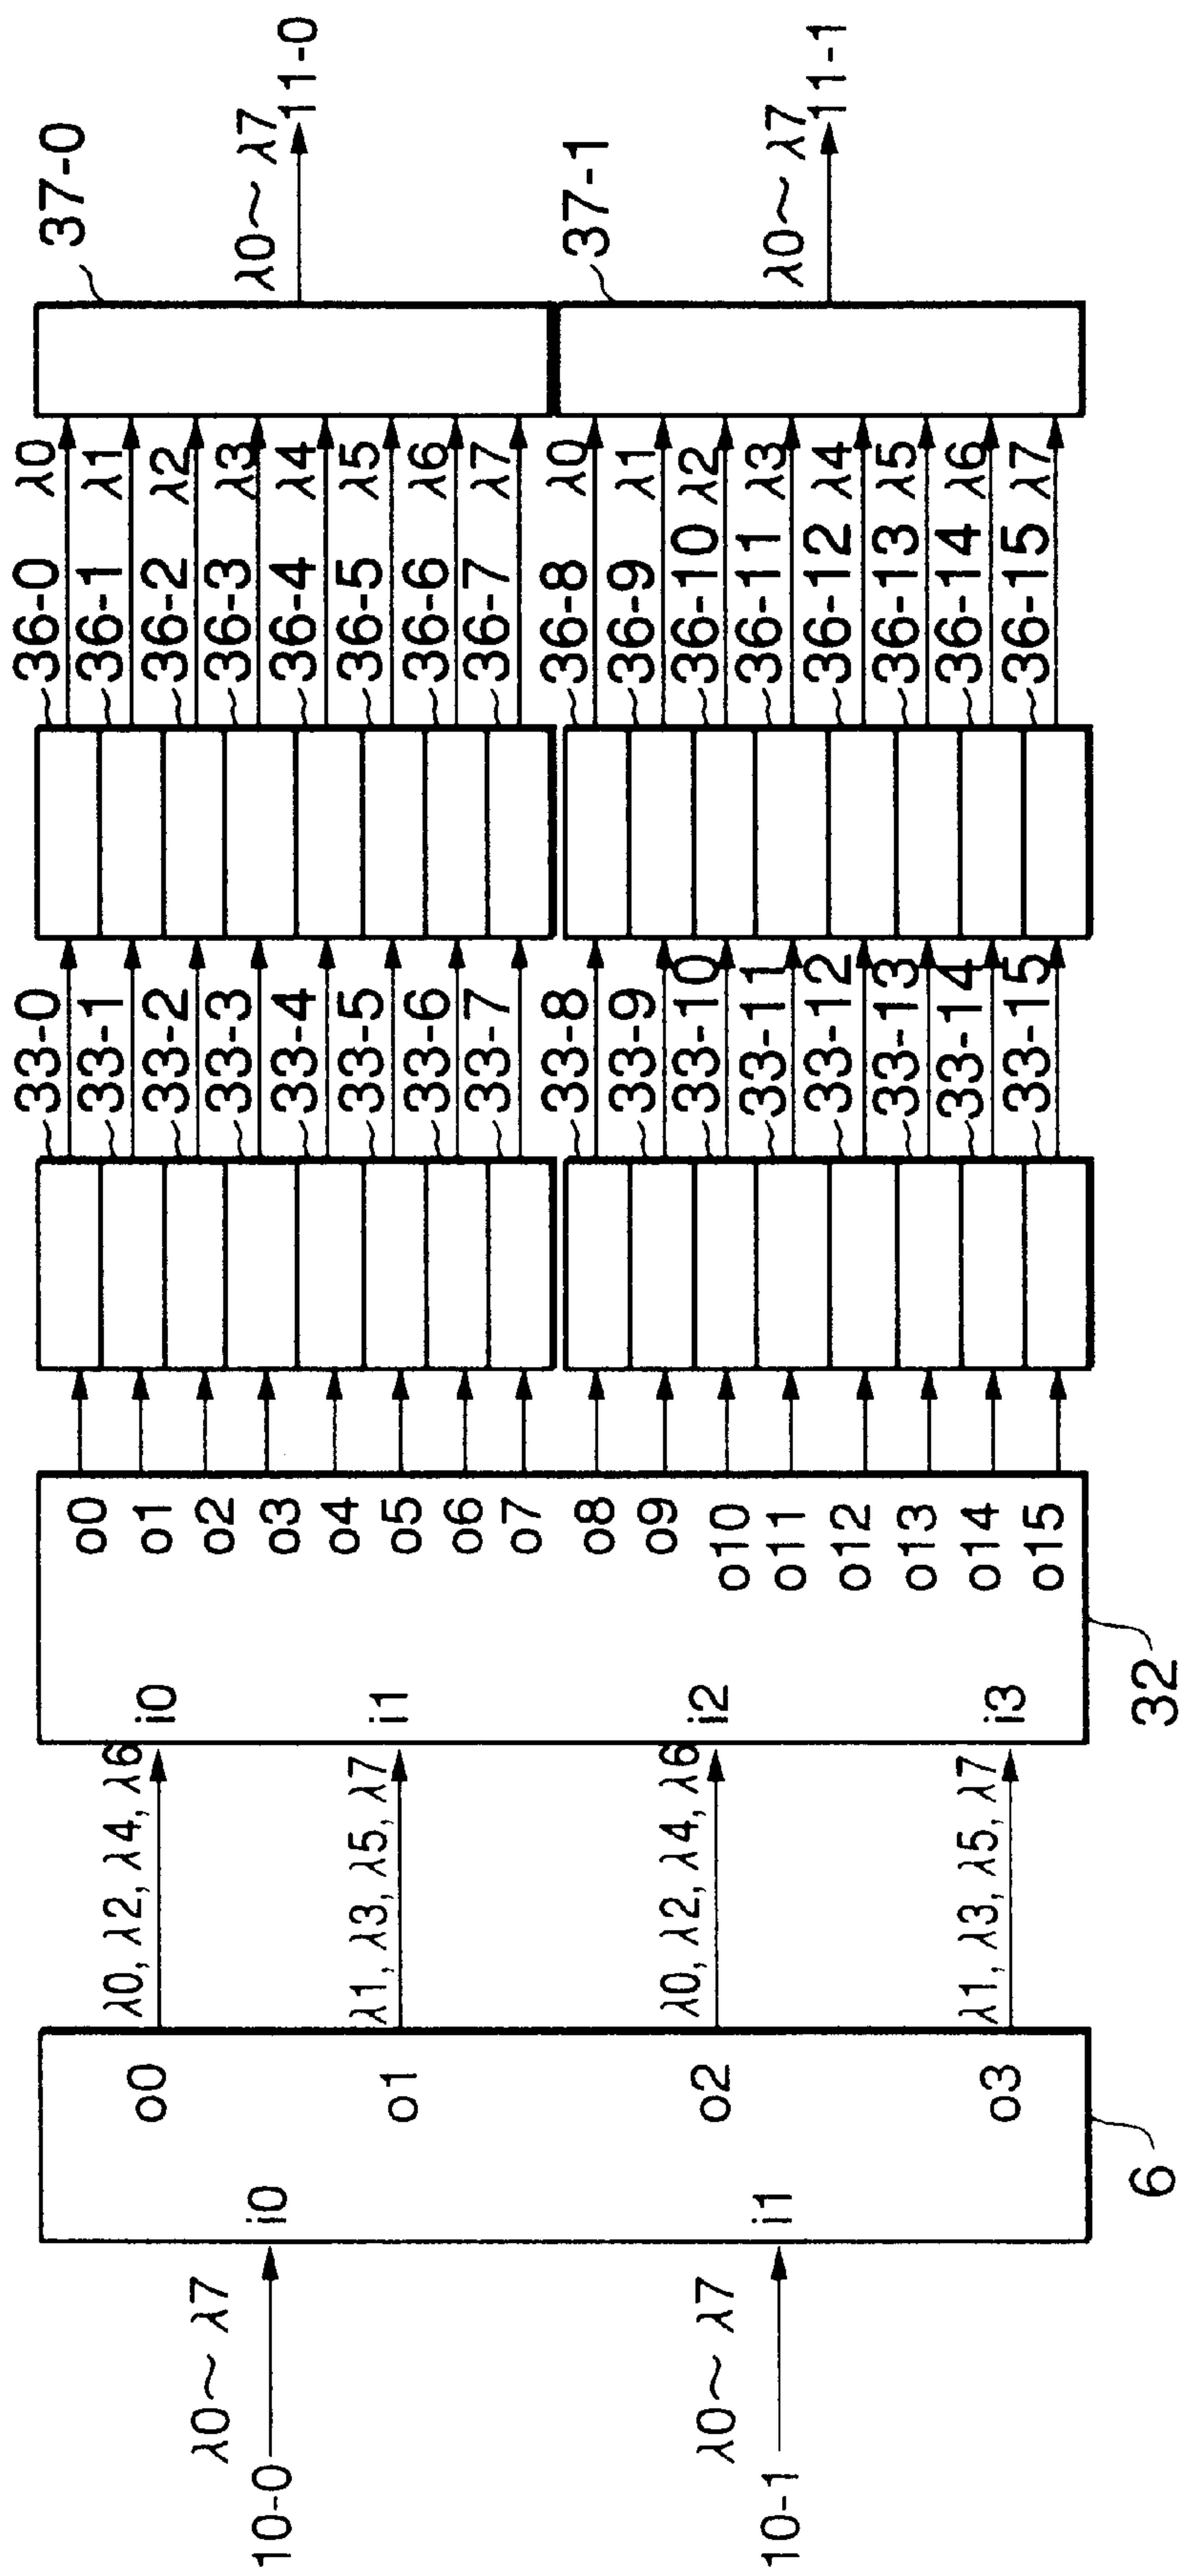 10-0
λ0～λ7
10-1
λ0～λ7
i0
i1
o0
o1
o2
o3
6
λ0, λ2, λ4, λ6
λ1, λ3, λ5, λ7
λ0, λ2, λ4, λ6
λ1, λ3, λ5, λ7
i0
i1
i2
i3
o0
o1
o2
o3
o4
o5
o6
o7
o8
o9
o10
o11
o12
o13
o14
o15
32
33-0
33-1
33-2
33-3
33-4
33-5
33-6
33-7
33-8
33-9
33-10
33-11
33-12
33-13
33-14
33-15
36-0 λ0
36-1 λ1
36-2 λ2
36-3 λ3
36-4 λ4
36-5 λ5
36-6 λ6
36-7 λ7
36-8 λ0
36-9 λ1
36-10 λ2
36-11 λ3
36-12 λ4
36-13 λ5
36-14 λ6
36-15 λ7
37-0
λ0～λ7
11-0
37-1
λ0～λ7
11-1